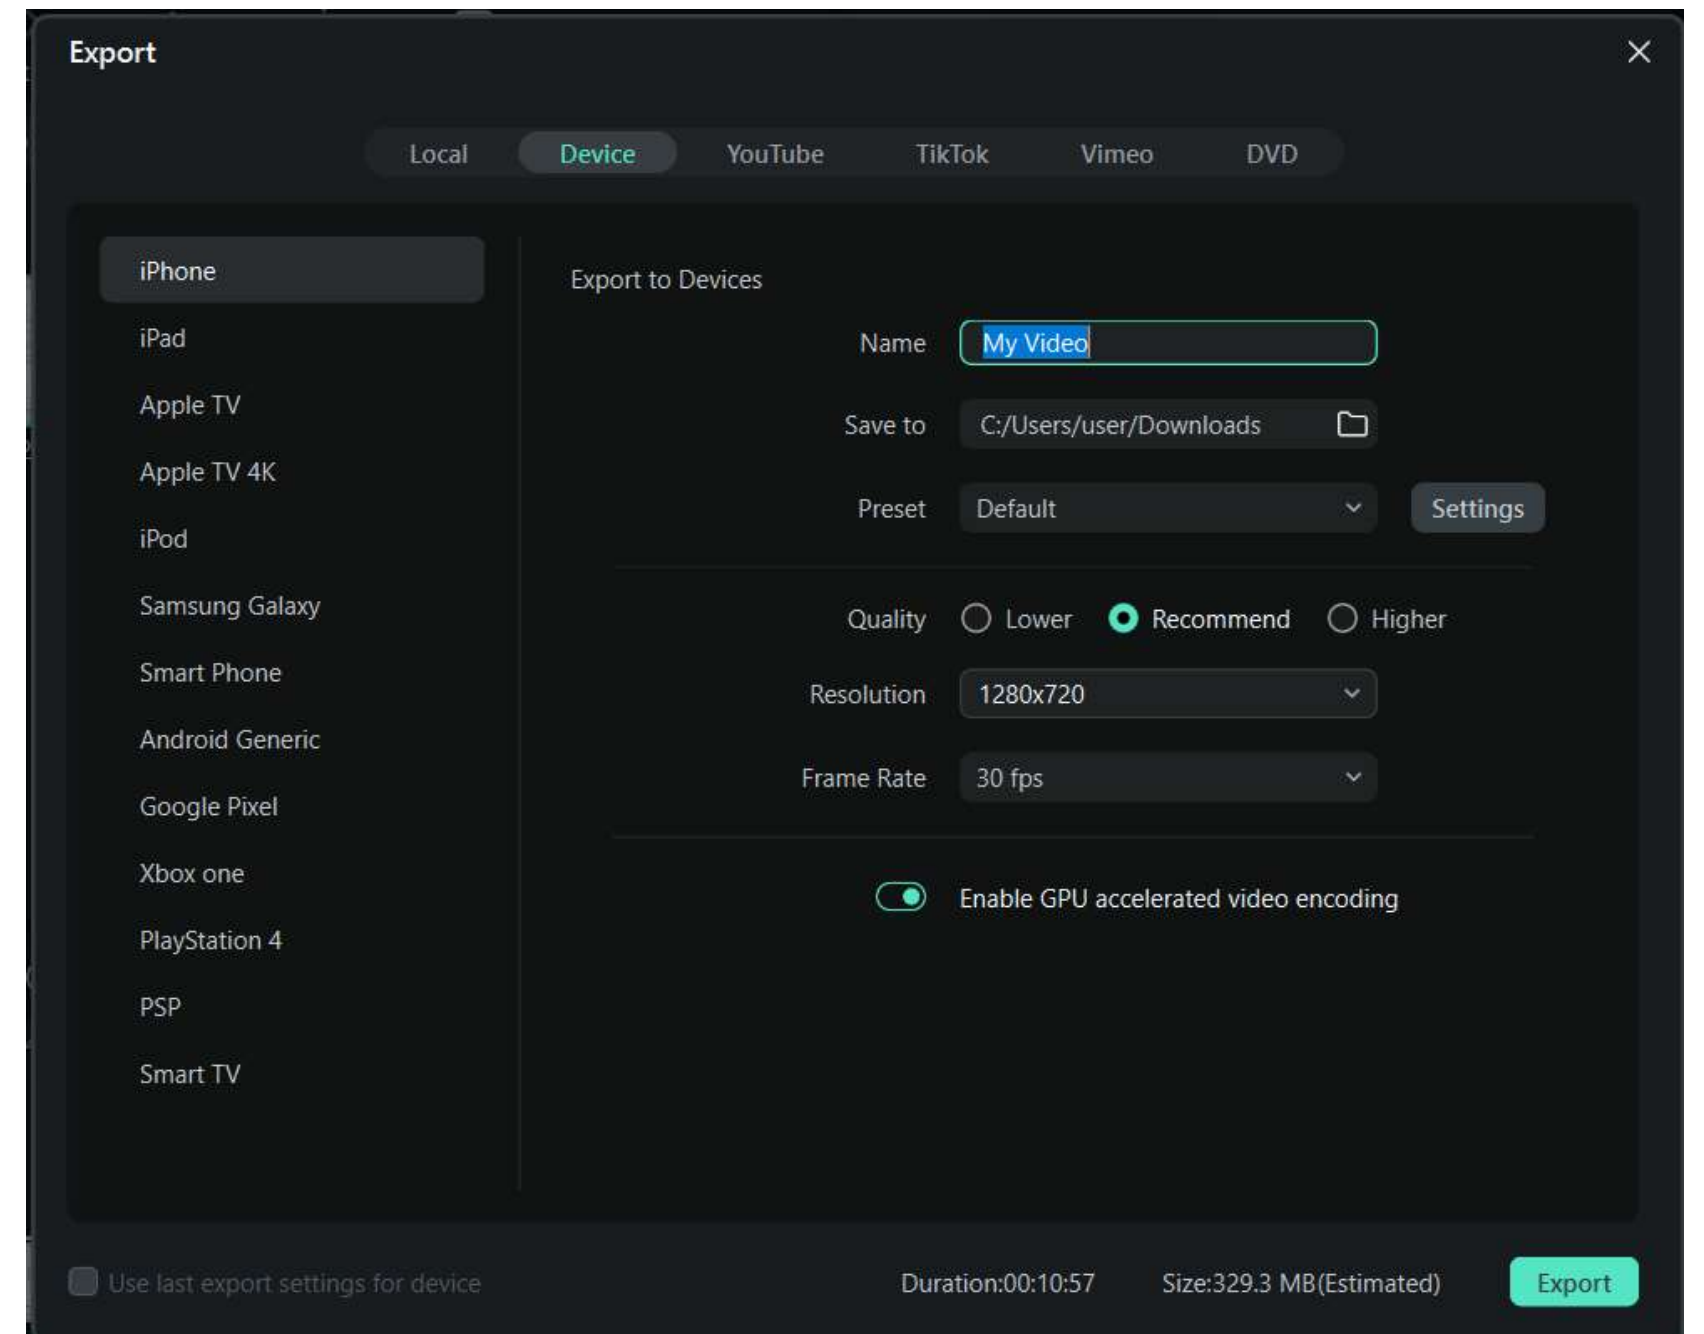 Export
Local Device YouTube TikTok Vimeo DVD
iPhone
iPad
Apple TV
Apple TV 4K
iPod
Samsung Galaxy
Smart Phone
Android Generic
Google Pixel
Xbox one
PlayStation 4
PSP
Smart TV
Export to Devices
Name My Video
Save to C:/Users/user/Downloads
Preset Default Settings
Quality Lower Recommend Higher
Resolution 1280x720
Frame Rate 30 fps
Enable GPU accelerated video encoding
Use last export settings for device Duration:00:10:57 Size:329.3 MB(Estimated) Export